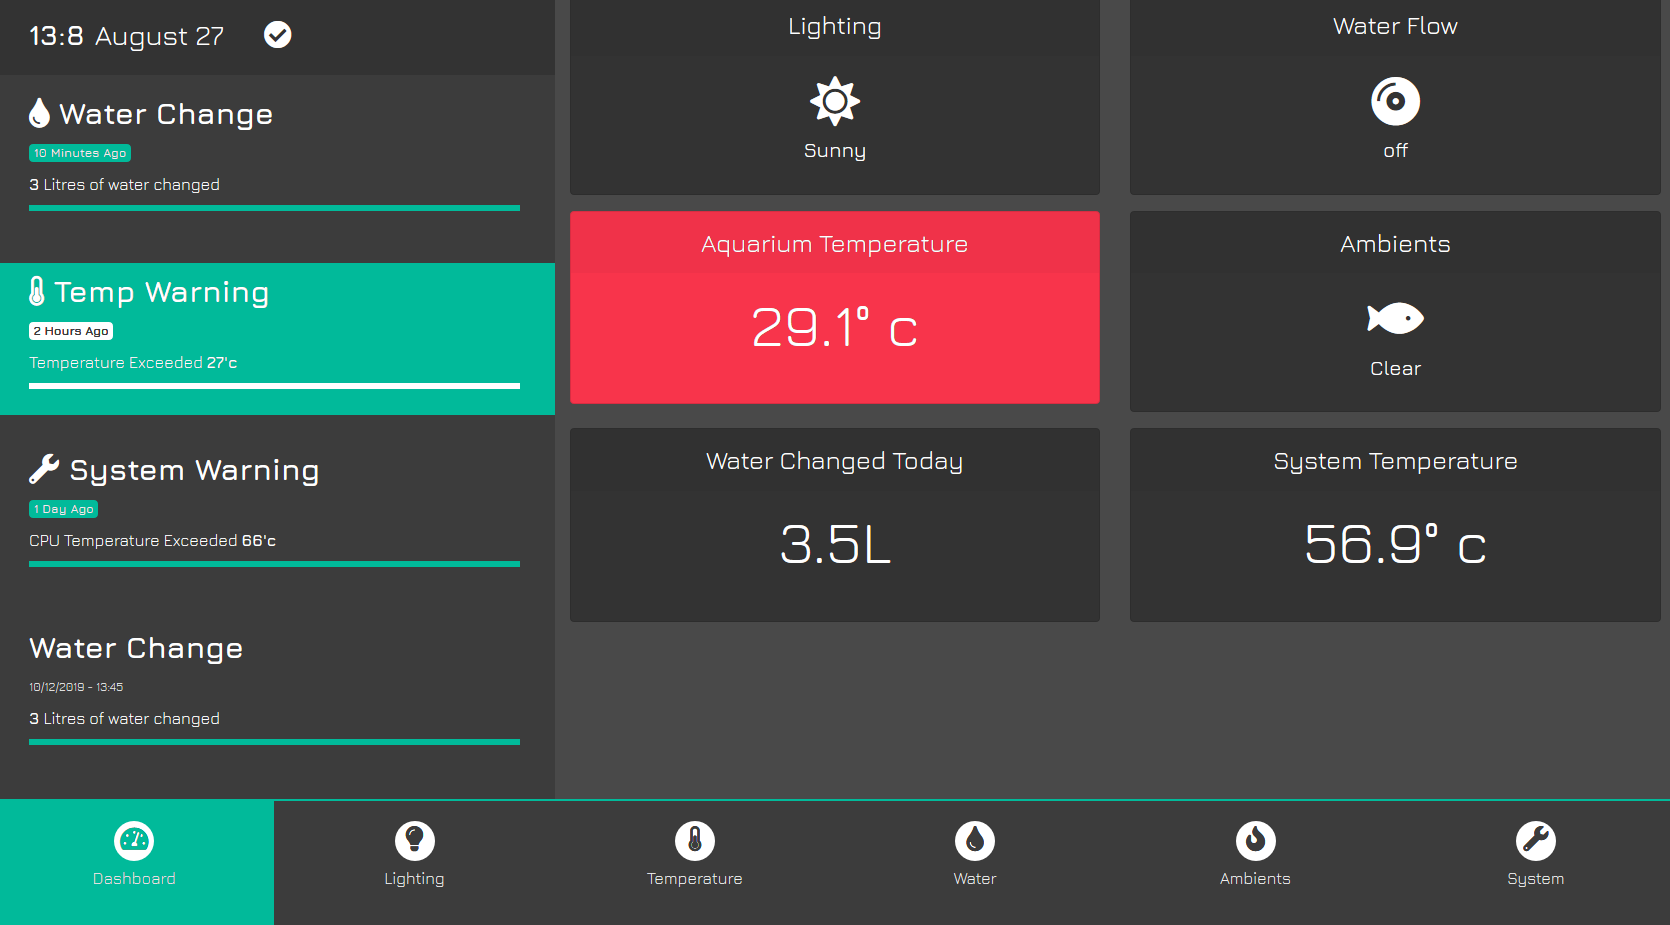 13:8 August 27
Water Change
10 Minutes Ago
3 Litres of water changed
Temp Warning
2 Hours Ago
Temperature Exceeded 27'c
System Warning
1 Day Ago
CPU Temperature Exceeded 66'c
Water Change
10/12/2019 - 13:45
3 Litres of water changed
Lighting
Sunny
Water Flow
off
Aquarium Temperature
29.1° c
Ambients
Clear
Water Changed Today
3.5L
System Temperature
56.9° c
Dashboard
Lighting
Temperature
Water
Ambients
System